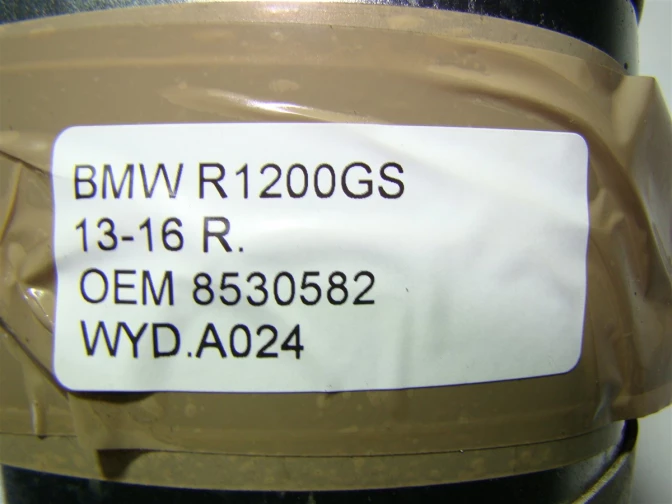 BMW R1200GS
13-16 R.
OEM 8530582
WYD.A024